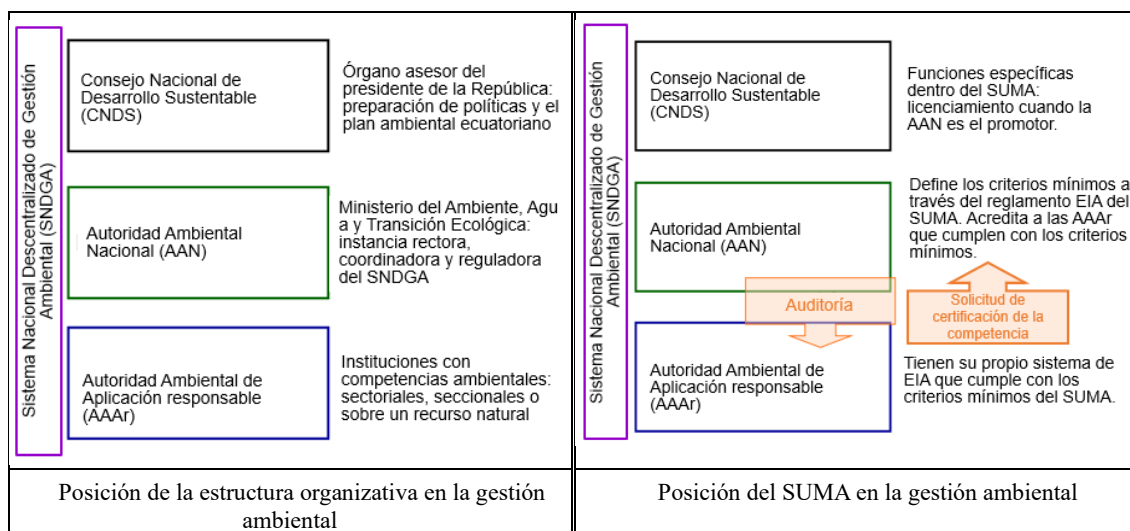 Sistema Nacional Descentralizado de Gestión
Ambiental (SNDGA)
Consejo Nacional de
Desarrollo Sustentable
(CNDS)
Órgano asesor del
presidente de la República:
preparación de políticas y el
plan ambiental ecuatoriano
Autoridad Ambiental
Nacional (AAN)
Ministerio del Ambiente, Agu
a y Transición Ecológica:
instancia rectora,
coordinadora y reguladora
del SNDGA
Autoridad Ambiental de
Aplicación responsable
(AAAr)
Instituciones con
competencias ambientales:
sectoriales, seccionales o
sobre un recurso natural
Posición de la estructura organizativa en la gestión
ambiental
Sistema Nacional Descentralizado de Gestión
Ambiental (SNDGA)
Consejo Nacional de
Desarrollo Sustentable
(CNDS)
Funciones específicas
dentro del SUMA:
licenciamiento cuando la
AAN es el promotor.
Autoridad Ambiental
Nacional (AAN)
Define los criterios mínimos a
través del reglamento EIA del
SUMA. Acredita a las AAAr
que cumplen con los criterios
mínimos.
Auditoría
Solicitud de
certificación de la
competencia
Autoridad Ambiental de
Aplicación responsable
(AAAr)
Tienen su propio sistema de
EIA que cumple con los
criterios mínimos del SUMA.
Posición del SUMA en la gestión ambiental